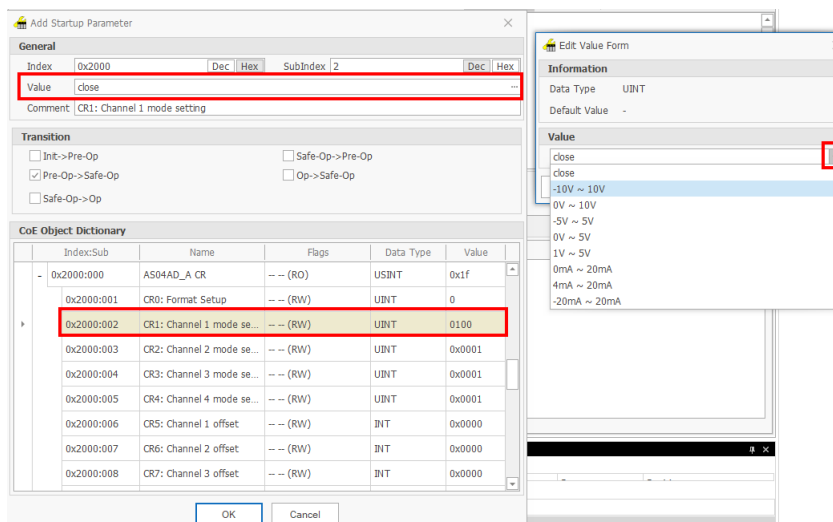 Add Startup Parameter
General
Index 0x2000 Dec Hex SubIndex 2 Dec Hex
Value close ...
Comment CR1: Channel 1 mode setting
Transition
Init->Pre-Op Safe-Op->Pre-Op
Pre-Op->Safe-Op Op->Safe-Op
Safe-Op->Op
CoE Object Dictionary
Index:Sub Name Flags Data Type Value
0x2000:000 AS04AD_A CR -- -- (RO) USINT 0x1f
0x2000:001 CR0: Format Setup -- -- (RW) UINT 0
0x2000:002 CR1: Channel 1 mode se... -- -- (RW) UINT 0100
0x2000:003 CR2: Channel 2 mode se... -- -- (RW) UINT 0x0001
0x2000:004 CR3: Channel 3 mode se... -- -- (RW) UINT 0x0001
0x2000:005 CR4: Channel 4 mode se... -- -- (RW) UINT 0x0001
0x2000:006 CR5: Channel 1 offset -- -- (RW) INT 0x0000
0x2000:007 CR6: Channel 2 offset -- -- (RW) INT 0x0000
0x2000:008 CR7: Channel 3 offset -- -- (RW) INT 0x0000
OK Cancel
Edit Value Form
Information
Data Type UINT
Default Value -
Value
close
close
-10V ~ 10V
0V ~ 10V
-5V ~ 5V
0V ~ 5V
1V ~ 5V
0mA ~ 20mA
4mA ~ 20mA
-20mA ~ 20mA